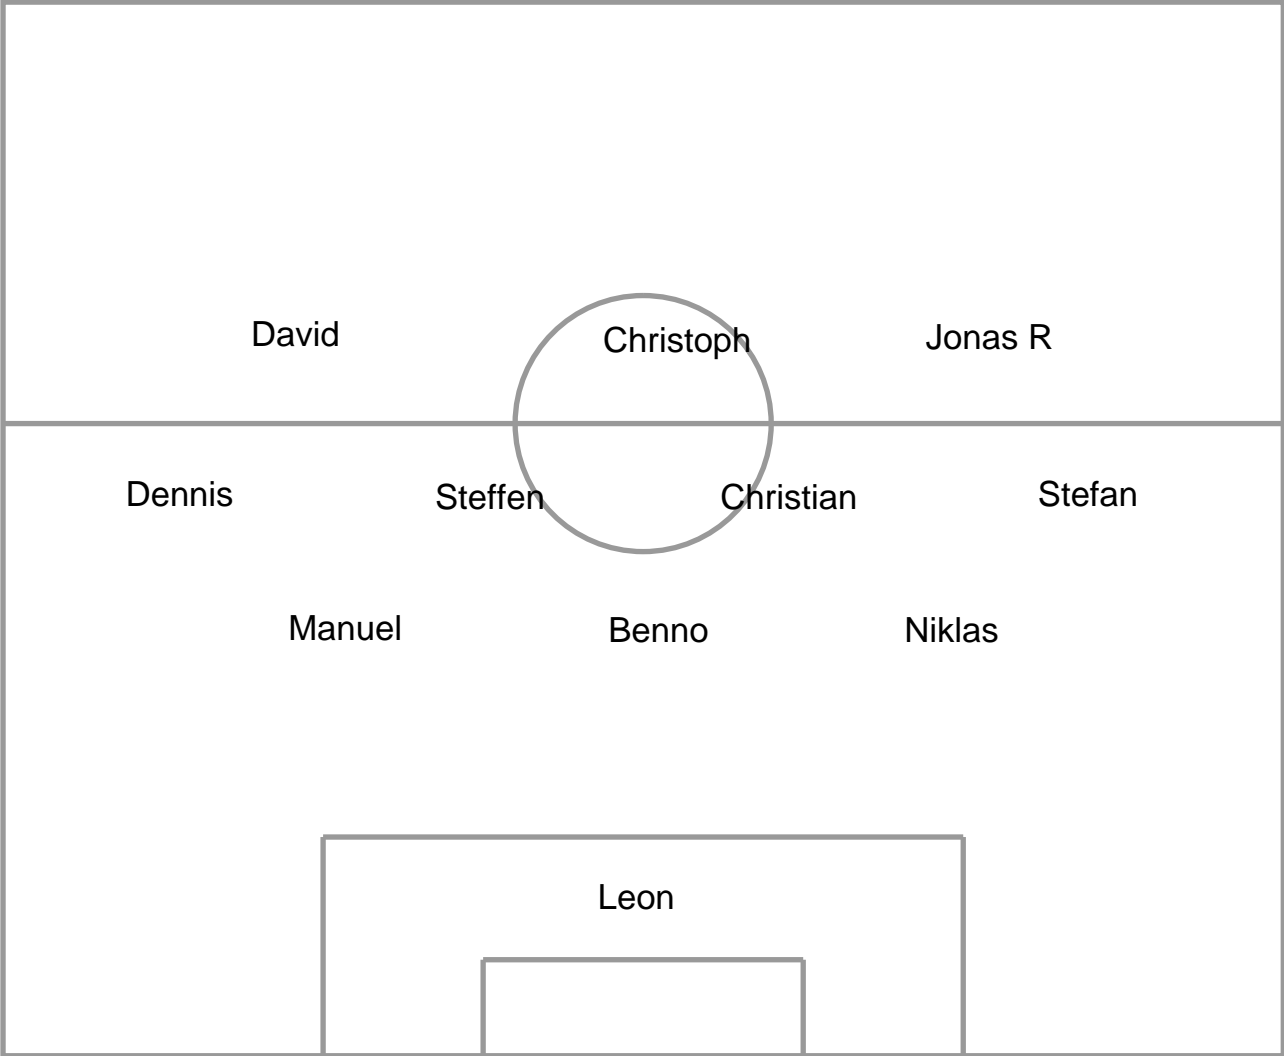 David Christoph Jonas R
Dennis Steffen Christian Stefan
Manuel Benno Niklas
Leon